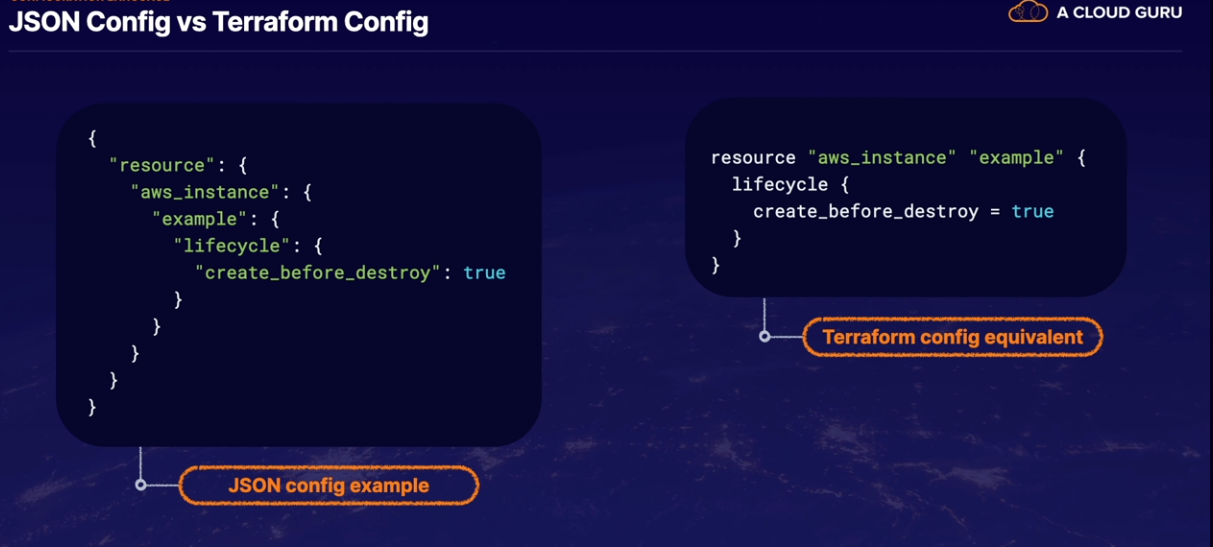 JSON Config vs Terraform Config
A CLOUD GURU
{
"resource": {
"aws_instance": {
"example": {
"lifecycle": {
"create_before_destroy": true
}
}
}
}
}
JSON config example
resource "aws_instance" "example" {
lifecycle {
create_before_destroy = true
}
}
Terraform config equivalent